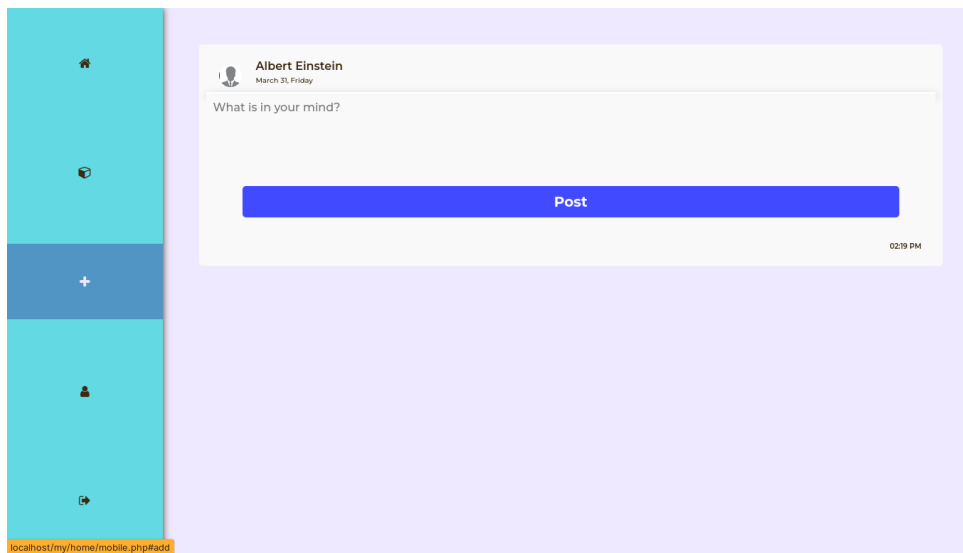 Albert Einstein
March 31, Friday
What is in your mind?
Post
02:19 PM
localhost/my/home/mobile.php#add